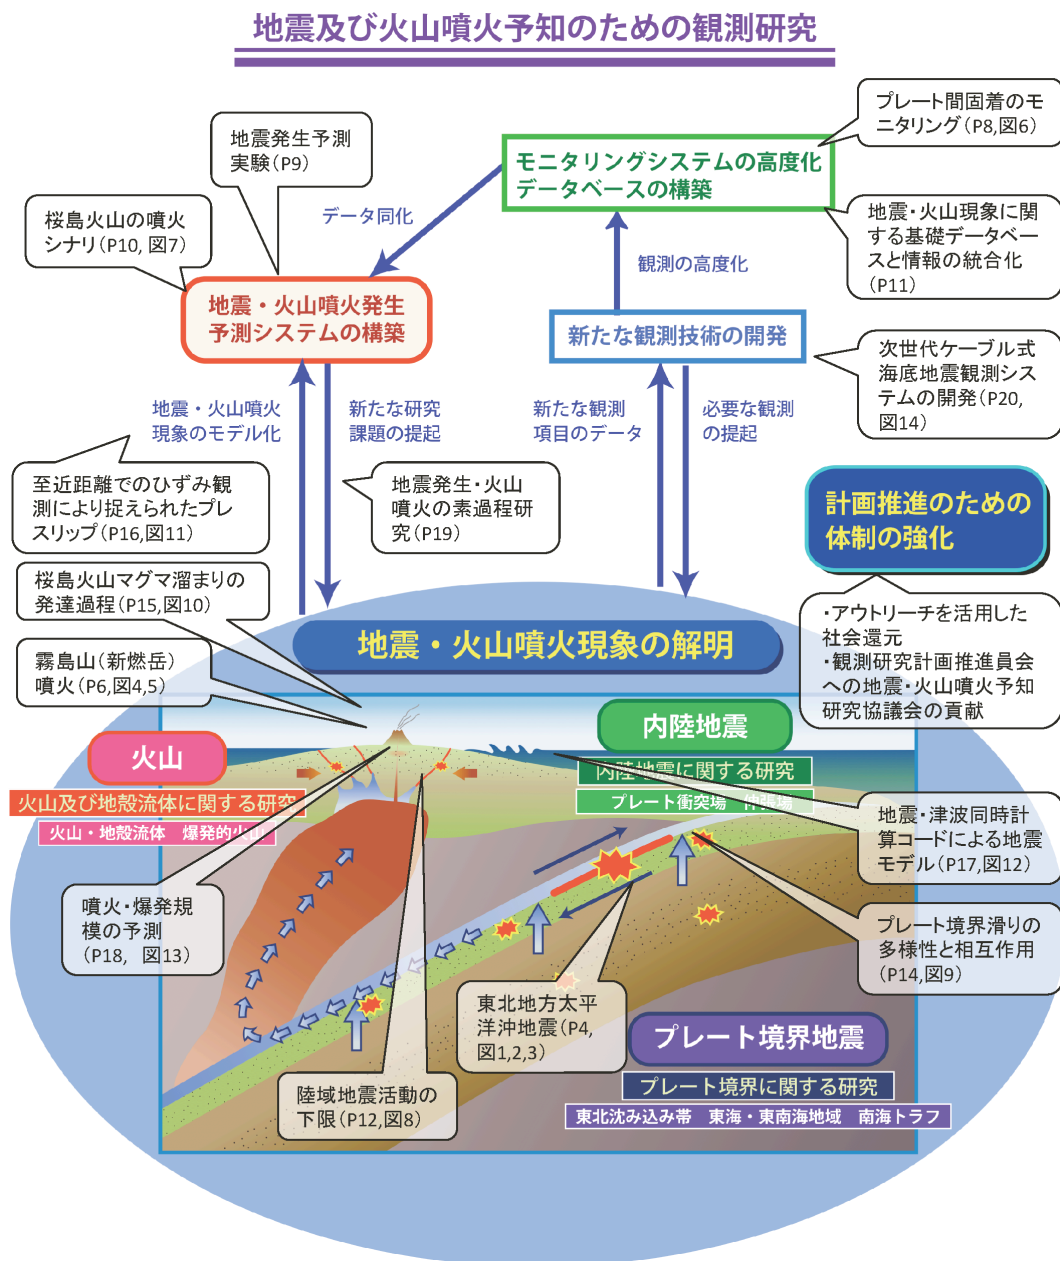 地震及び火山噴火予知のための観測研究
プレート間固着のモ
ニタリング(P8,図6)
地震発生予測
実験(P9)
モニタリングシステムの高度化
データベースの構築
桜島火山の噴火
シナリ(P10, 図7)
データ同化
地震・火山現象に関
する基礎データベー
スと情報の統合化
(P11)
観測の高度化
地震・火山噴火発生
予測システムの構築
新たな観測技術の開発
次世代ケーブル式
海底地震観測シス
テムの開発(P20,
図14)
地震・火山噴火
現象のモデル化
新たな研究
課題の提起
新たな観測
項目のデータ
必要な観測
の提起
至近距離でのひずみ観
測により捉えられたプレ
スリップ(P16,図11)
地震発生・火山
噴火の素過程研
究(P19)
計画推進のための
体制の強化
桜島火山マグマ溜まりの
発達過程(P15,図10)
・アウトリーチを活用した
社会還元
・観測研究計画推進員会
への地震・火山噴火予知
研究協議会の貢献
地震・火山噴火現象の解明
霧島山(新燃岳)
噴火(P6,図4,5)
内陸地震
内陸地震に関する研究
プレート衝突場 伸張場
火山
火山及び地殻流体に関する研究
火山・地殻流体 爆発的火山
地震・津波同時計
算コードによる地震
モデル(P17,図12)
噴火・爆発規
模の予測
(P18, 図13)
プレート境界滑りの
多様性と相互作用
(P14,図9)
東北地方太平
洋沖地震(P4,
図1,2,3)
プレート境界地震
プレート境界に関する研究
東北沈み込み帯 東海・東南海地域 南海トラフ
陸域地震活動の
下限(P12,図8)